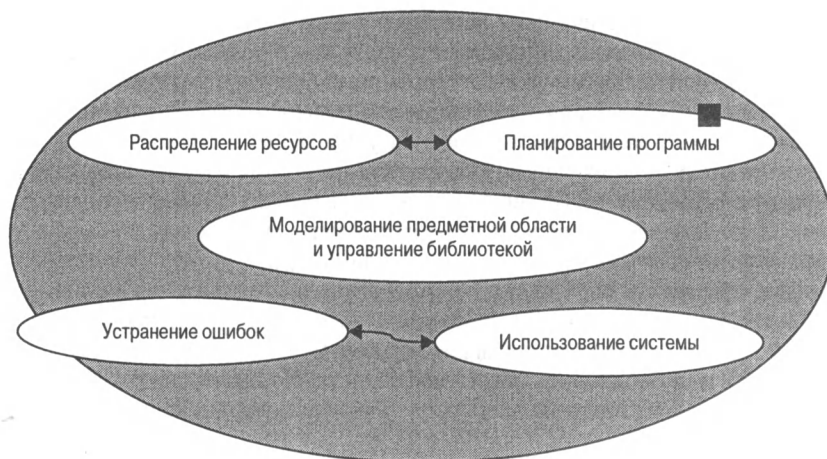 Распределение ресурсов
Планирование программы
Моделирование предметной области
и управление библиотекой
Устранение ошибок
Использование системы